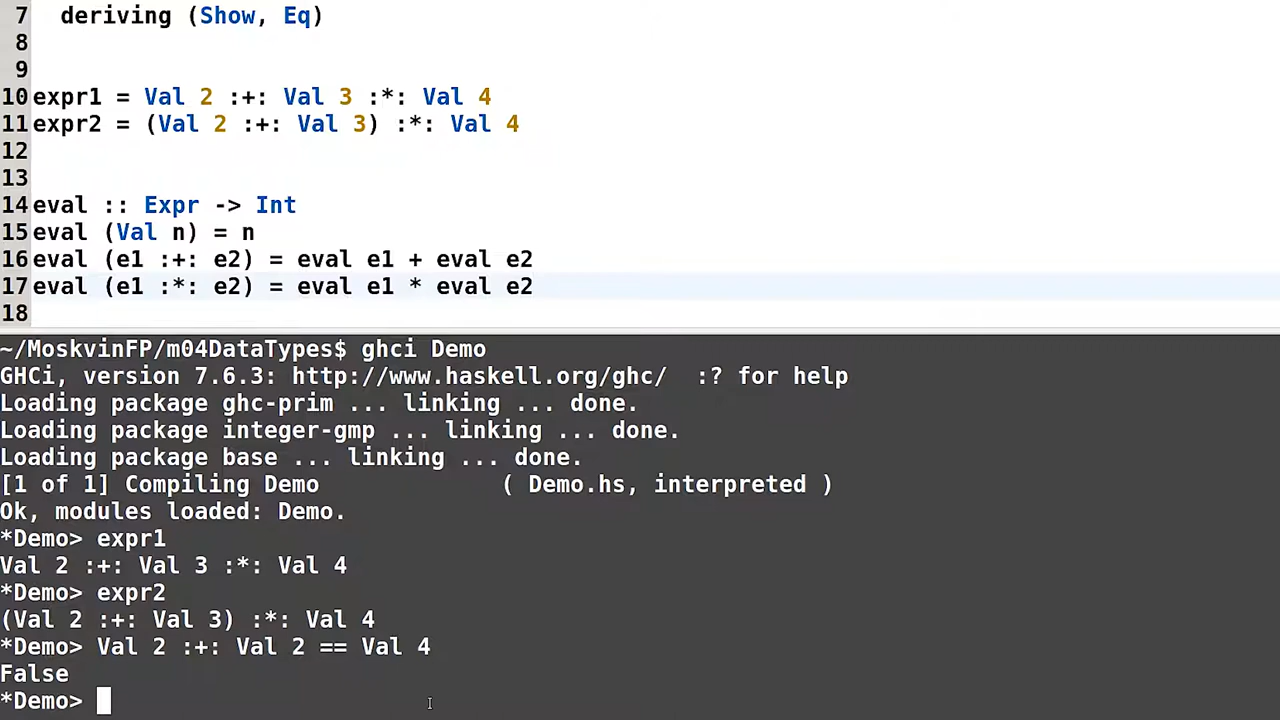 7   deriving (Show, Eq)
8
9
10 expr1 = Val 2 :+: Val 3 :*: Val 4
11 expr2 = (Val 2 :+: Val 3) :*: Val 4
12
13
14 eval :: Expr -> Int
15 eval (Val n) = n
16 eval (e1 :+: e2) = eval e1 + eval e2
17 eval (e1 :*: e2) = eval e1 * eval e2
18
~/MoskvinFP/m04DataTypes$ ghci Demo
GHCi, version 7.6.3: http://www.haskell.org/ghc/  :? for help
Loading package ghc-prim ... linking ... done.
Loading package integer-gmp ... linking ... done.
Loading package base ... linking ... done.
[1 of 1] Compiling Demo             ( Demo.hs, interpreted )
Ok, modules loaded: Demo.
*Demo> expr1
Val 2 :+: Val 3 :*: Val 4
*Demo> expr2
(Val 2 :+: Val 3) :*: Val 4
*Demo> Val 2 :+: Val 2 == Val 4
False
*Demo>